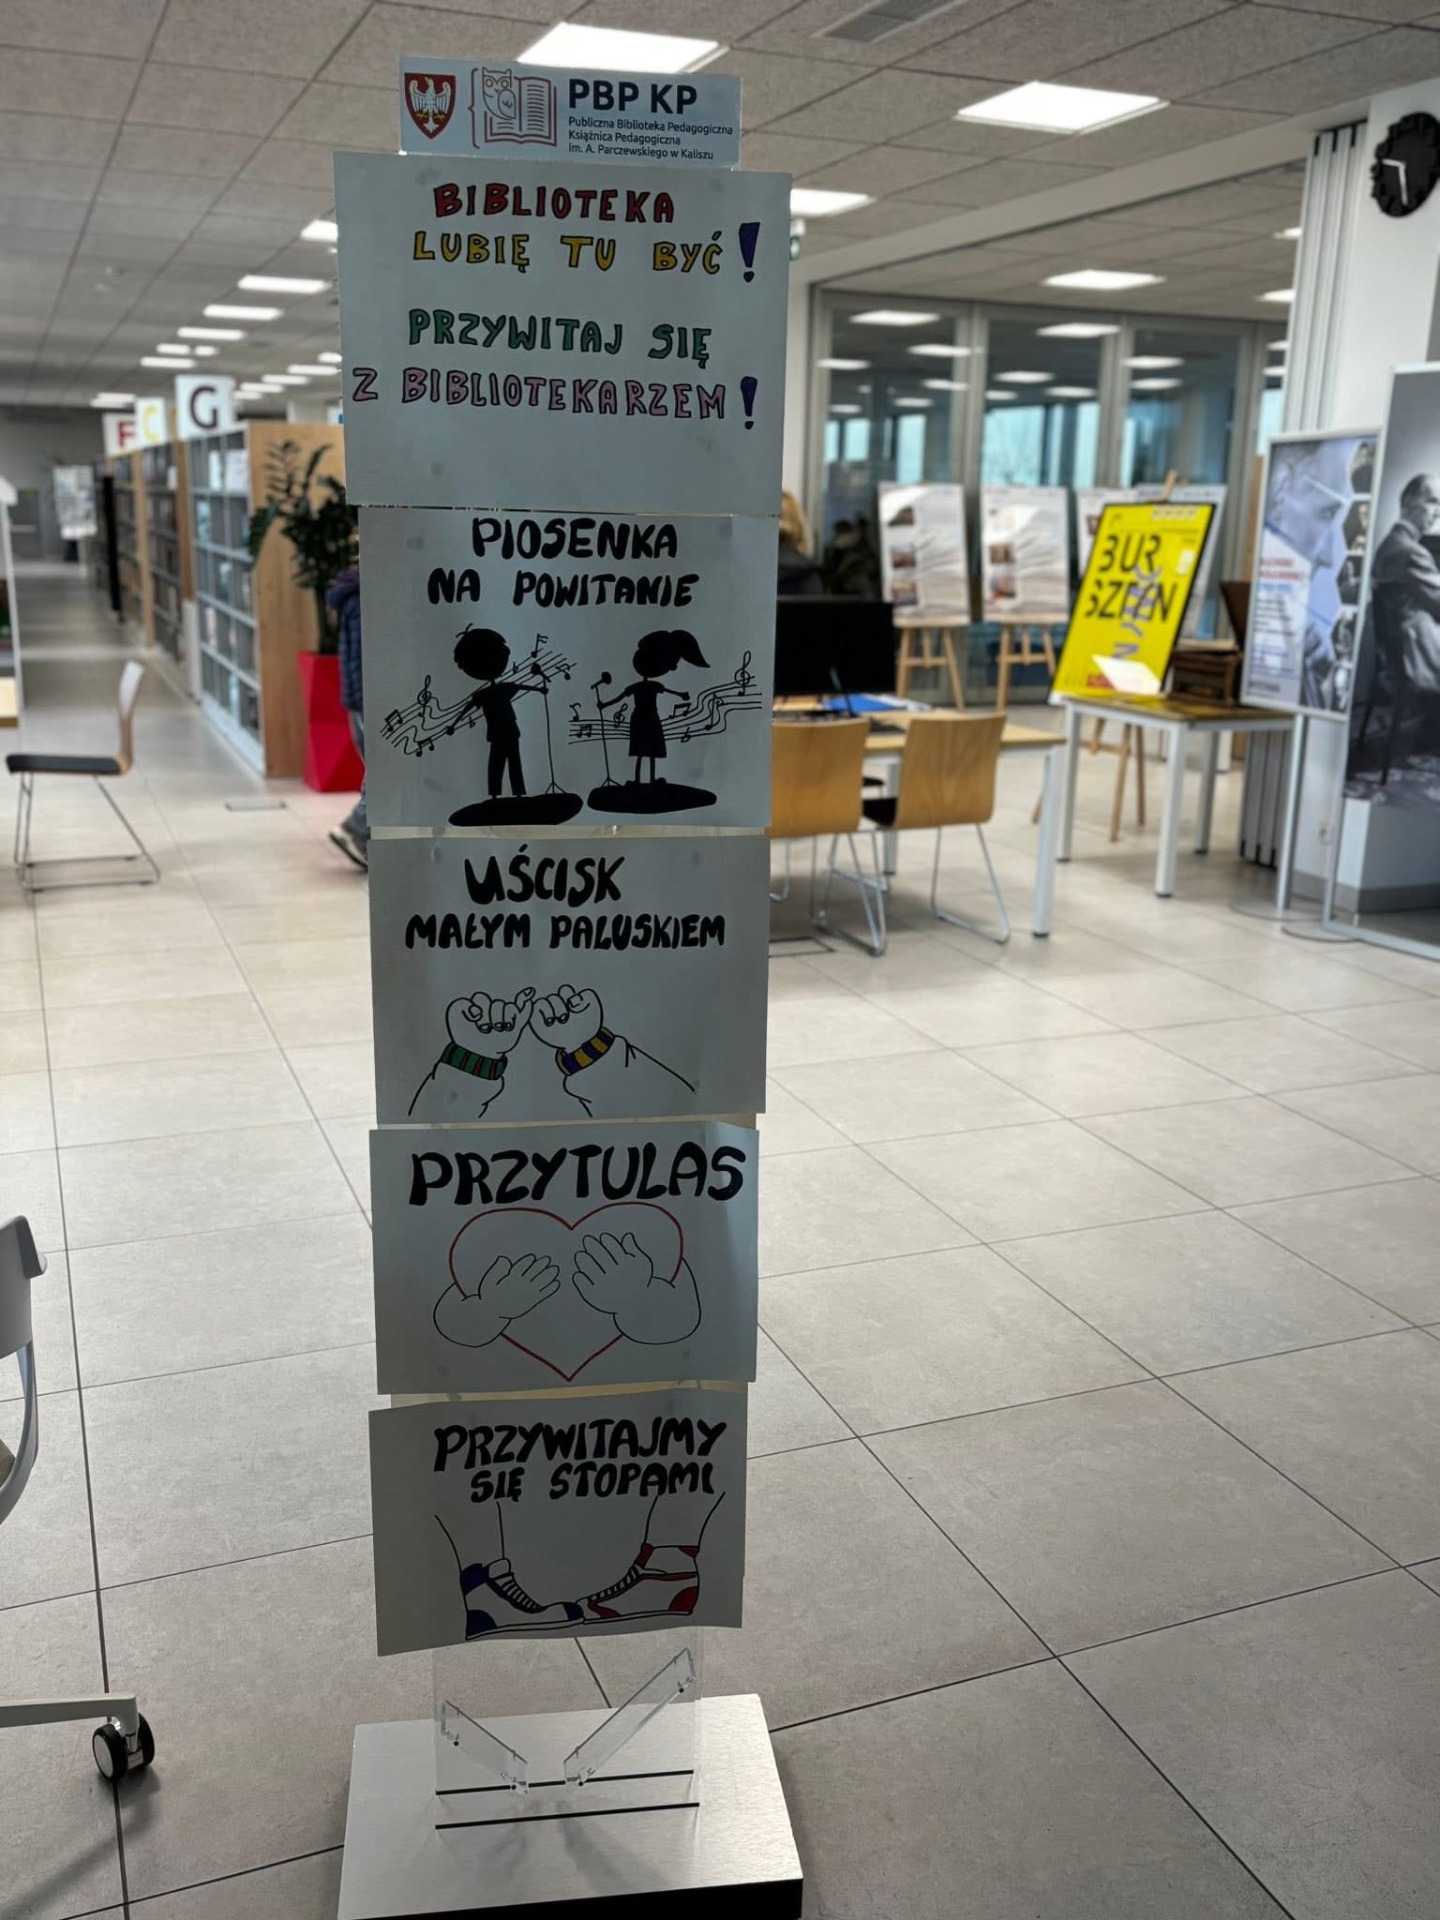 PBP KP
Publiczna Biblioteka Pedagogiczna
Książnica Pedagogiczna
im. A. Parczewskiego w Kaliszu
BIBLIOTEKA
LUBIĘ TU BYĆ!
PRZYWITAJ SIĘ
Z BIBLIOTEKARZEM!
PIOSENKA
NA POWITANIE
UŚCISK
MAŁYM PALUSKIEM
PRZYTULAS
PRZYWITAJMY
SIĘ STOPAMI
F
C
G